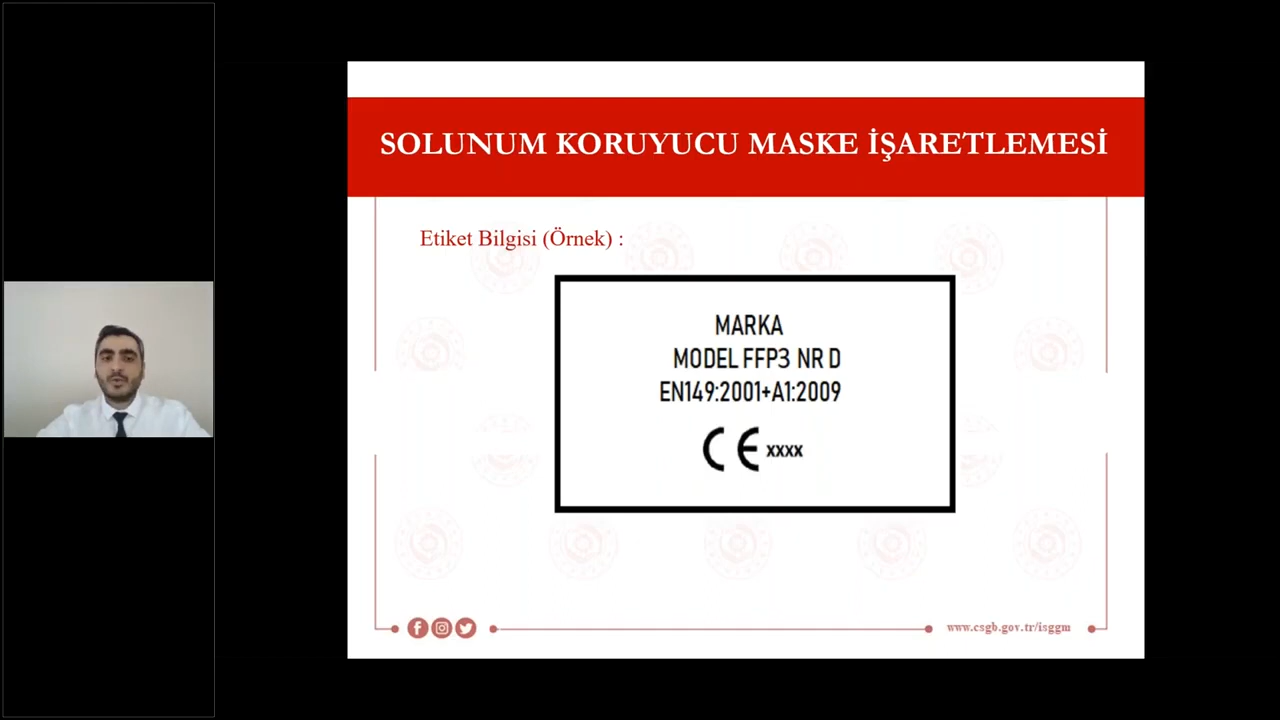 SOLUNUM KORUYUCU MASKE İŞARETLEMESİ
Etiket Bilgisi (Örnek) :
MARKA
MODEL FFP3 NR D
EN149:2001+A1:2009
CE xxxx
www.csgb.gov.tr/isggm